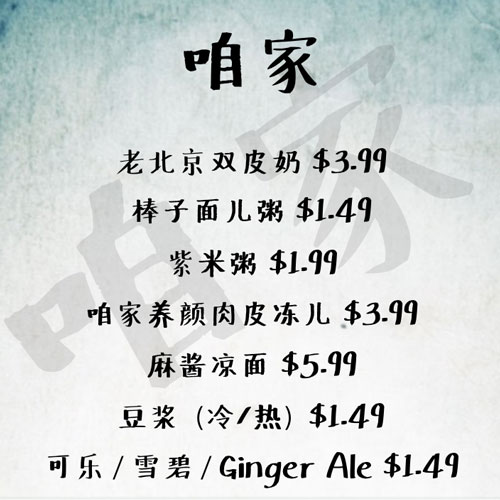 咱家
老北京双皮奶 $3.99
棒子面儿粥 $1.49
紫米粥 $1.99
咱家养颜肉皮冻儿 $3.99
麻酱凉面 $5.99
豆浆（冷/热）$1.49
可乐/雪碧/Ginger Ale $1.49
咱家